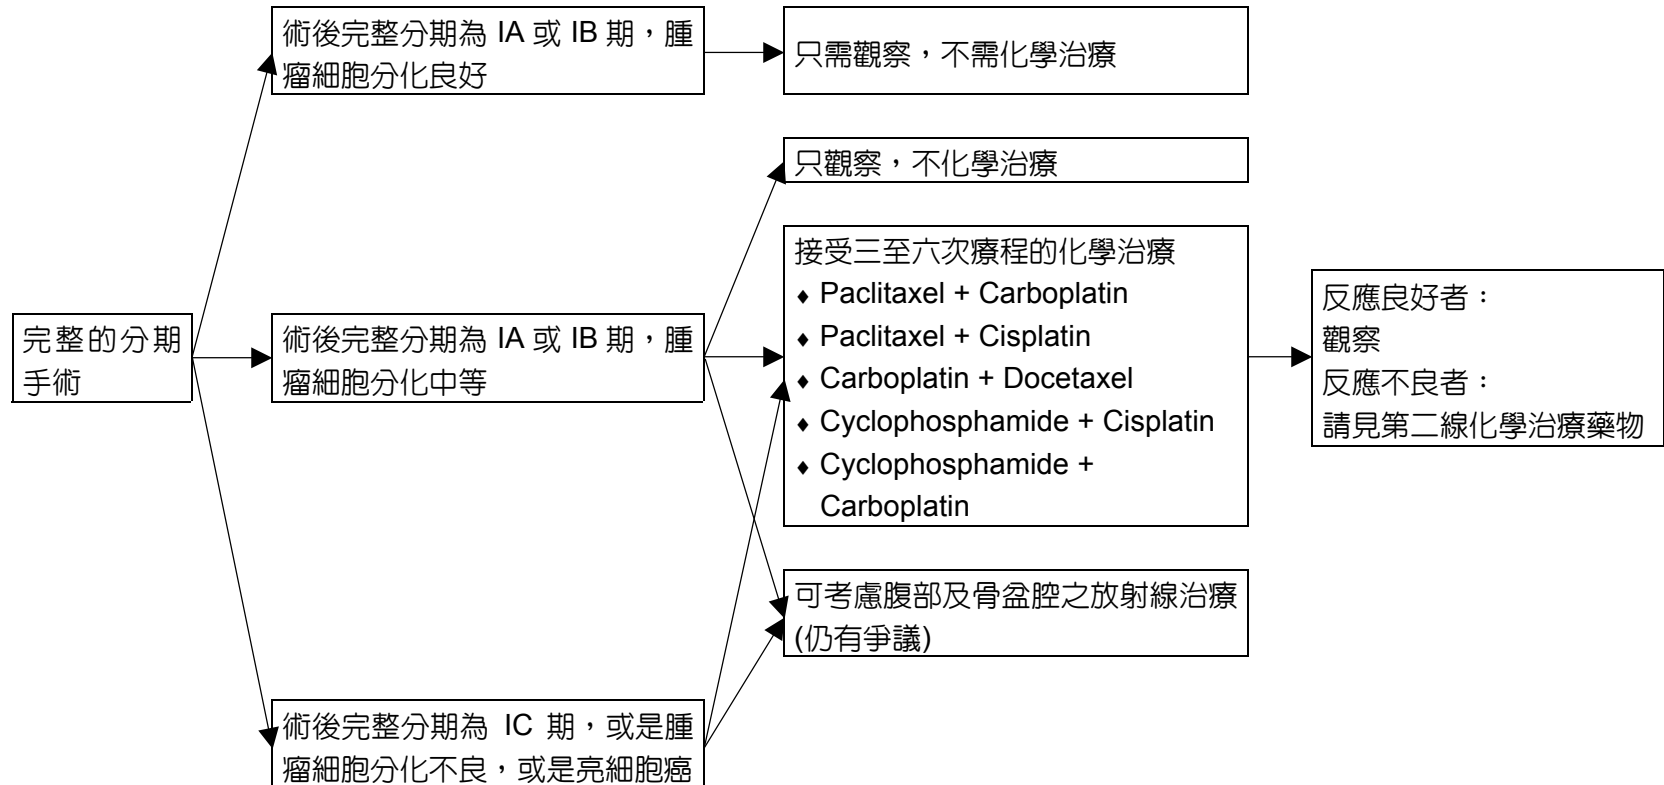 完整的分期
手術
術後完整分期為 IA 或 IB 期，腫
瘤細胞分化良好
只需觀察，不需化學治療
術後完整分期為 IA 或 IB 期，腫
瘤細胞分化中等
只觀察，不化學治療
接受三至六次療程的化學治療
♦ Paclitaxel + Carboplatin
♦ Paclitaxel + Cisplatin
♦ Carboplatin + Docetaxel
♦ Cyclophosphamide + Cisplatin
♦ Cyclophosphamide +
Carboplatin
反應良好者：
觀察
反應不良者：
請見第二線化學治療藥物
可考慮腹部及骨盆腔之放射線治療
(仍有爭議)
術後完整分期為 IC 期，或是腫
瘤細胞分化不良，或是亮細胞癌